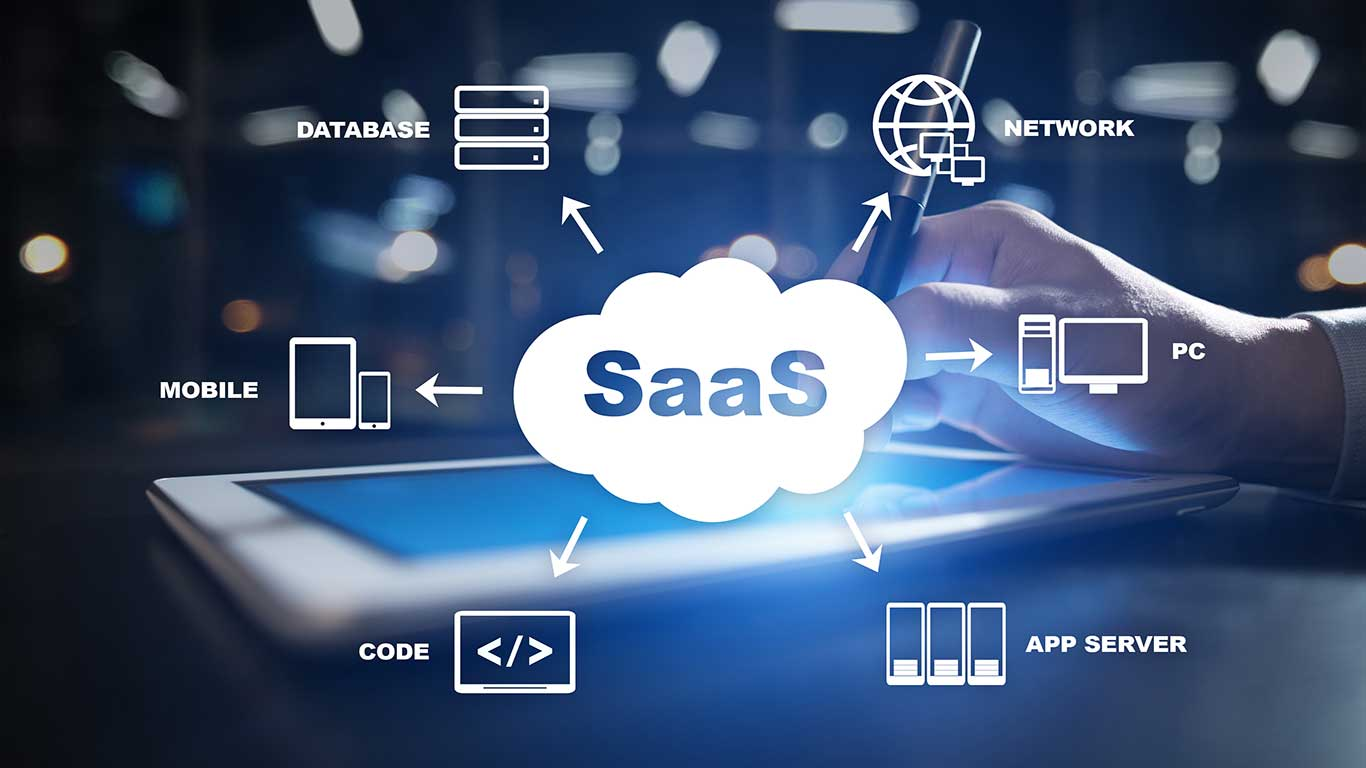 DATABASE
NETWORK
SaaS
PC
MOBILE
</>
CODE
APP SERVER